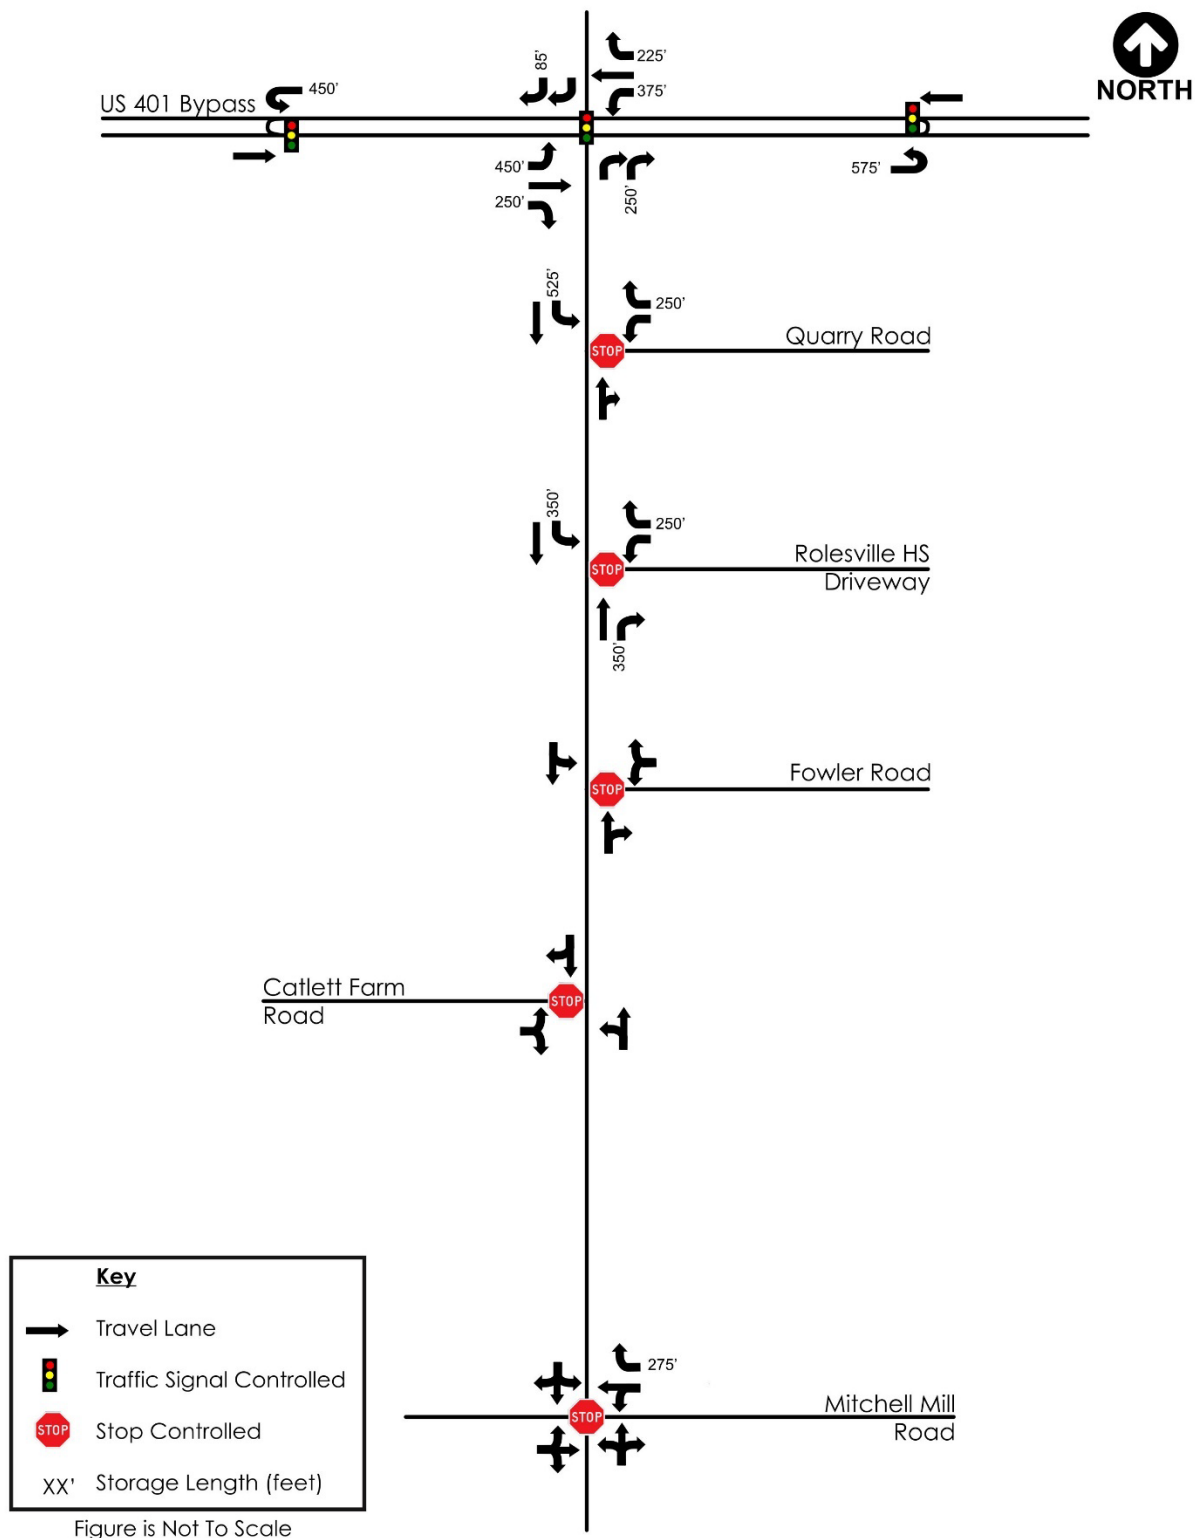 NORTH
85'
225'
375'
US 401 Bypass
450'
450'
250'
250'
575'
525'
250'
STOP
Quarry Road
350'
250'
STOP
Rolesville HS
Driveway
350'
STOP
Fowler Road
Catlett Farm
Road
STOP
275'
STOP
Mitchell Mill
Road
Key
Travel Lane
Traffic Signal Controlled
STOP Stop Controlled
XX' Storage Length (feet)
Figure is Not To Scale